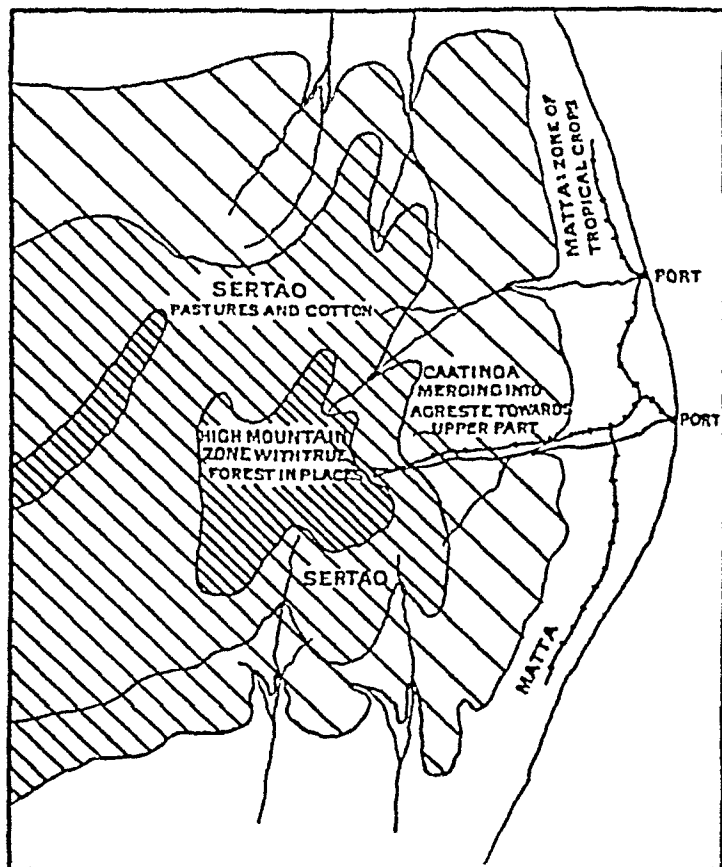 MATTA: ZONE OF
TROPICAL CROPS
PORT
SERTAO
PASTURES AND COTTON
CAATINGA
MERGING INTO
AGRESTE TOWARDS
UPPER PART
PORT
HIGH MOUNTAIN
ZONE WITH TRUE
FOREST IN PLACES
SERTAO
MATTA